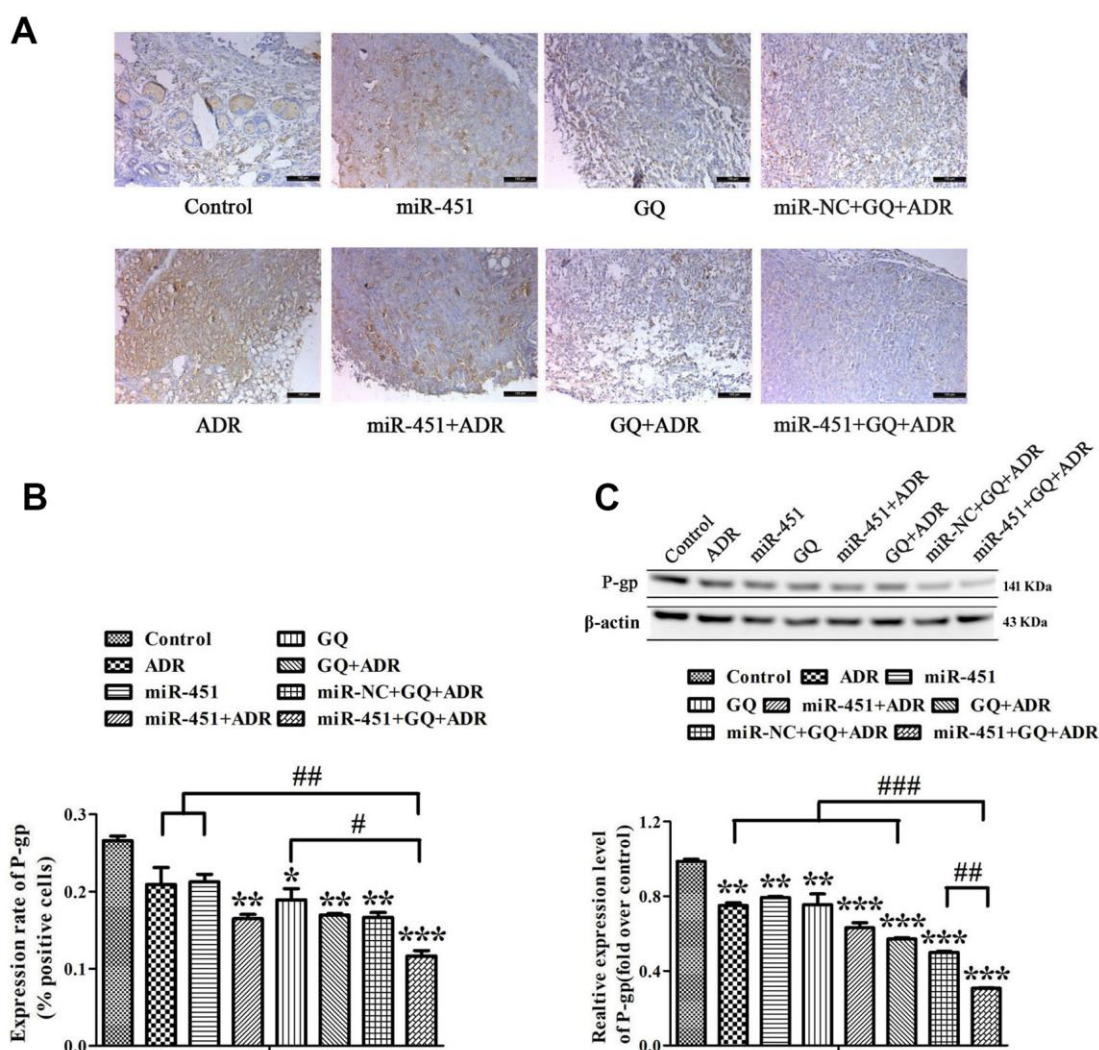 A
Control miR-451 GQ miR-NC+GQ+ADR
ADR miR-451+ADR GQ+ADR miR-451+GQ+ADR
B
Control GQ
ADR GQ+ADR
miR-451 miR-NC+GQ+ADR
miR-451+ADR miR-451+GQ+ADR
##
#
*
** ** **
***
0.3
0.2
0.1
0.0
Expression rate of P-gp
(% positive cells)
C
Control ADR miR-451 GQ miR-451+ADR GQ+ADR miR-NC+GQ+ADR miR-451+GQ+ADR
P-gp 141 KDa
β-actin 43 KDa
Control ADR miR-451
GQ miR-451+ADR GQ+ADR
miR-NC+GQ+ADR miR-451+GQ+ADR
###
##
** ** **
*** *** *** ***
1.2
0.8
0.4
0.0
Realtive expression level
of P-gp(fold over control)